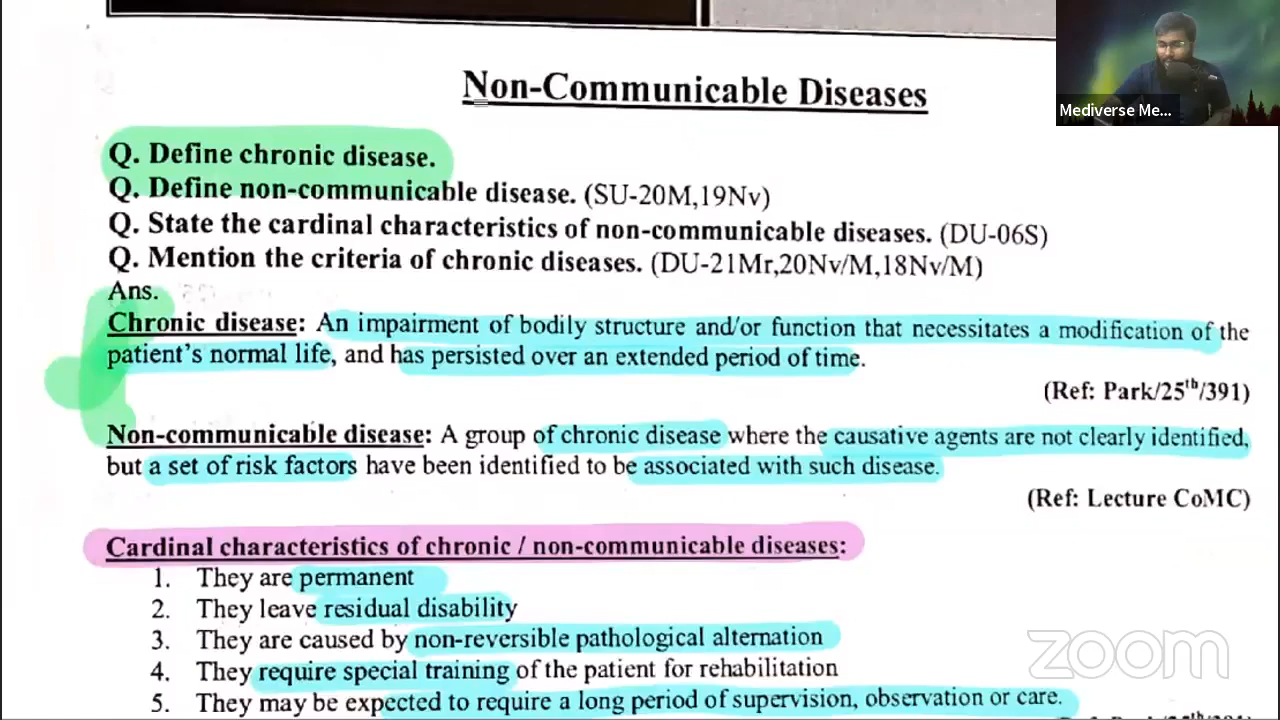 Non-Communicable Diseases
Mediverse Me...
Q. Define chronic disease.
Q. Define non-communicable disease. (SU-20M,19Nv)
Q. State the cardinal characteristics of non-communicable diseases. (DU-06S)
Q. Mention the criteria of chronic diseases. (DU-21Mr,20Nv/M,18Nv/M)
Ans.
Chronic disease: An impairment of bodily structure and/or function that necessitates a modification of the
patient's normal life, and has persisted over an extended period of time.
(Ref: Park/25th/391)
Non-communicable disease: A group of chronic disease where the causative agents are not clearly identified,
but a set of risk factors have been identified to be associated with such disease.
(Ref: Lecture CoMC)
Cardinal characteristics of chronic / non-communicable diseases:
1. They are permanent
2. They leave residual disability
3. They are caused by non-reversible pathological alternation
4. They require special training of the patient for rehabilitation
5. They may be expected to require a long period of supervision, observation or care.
zoom